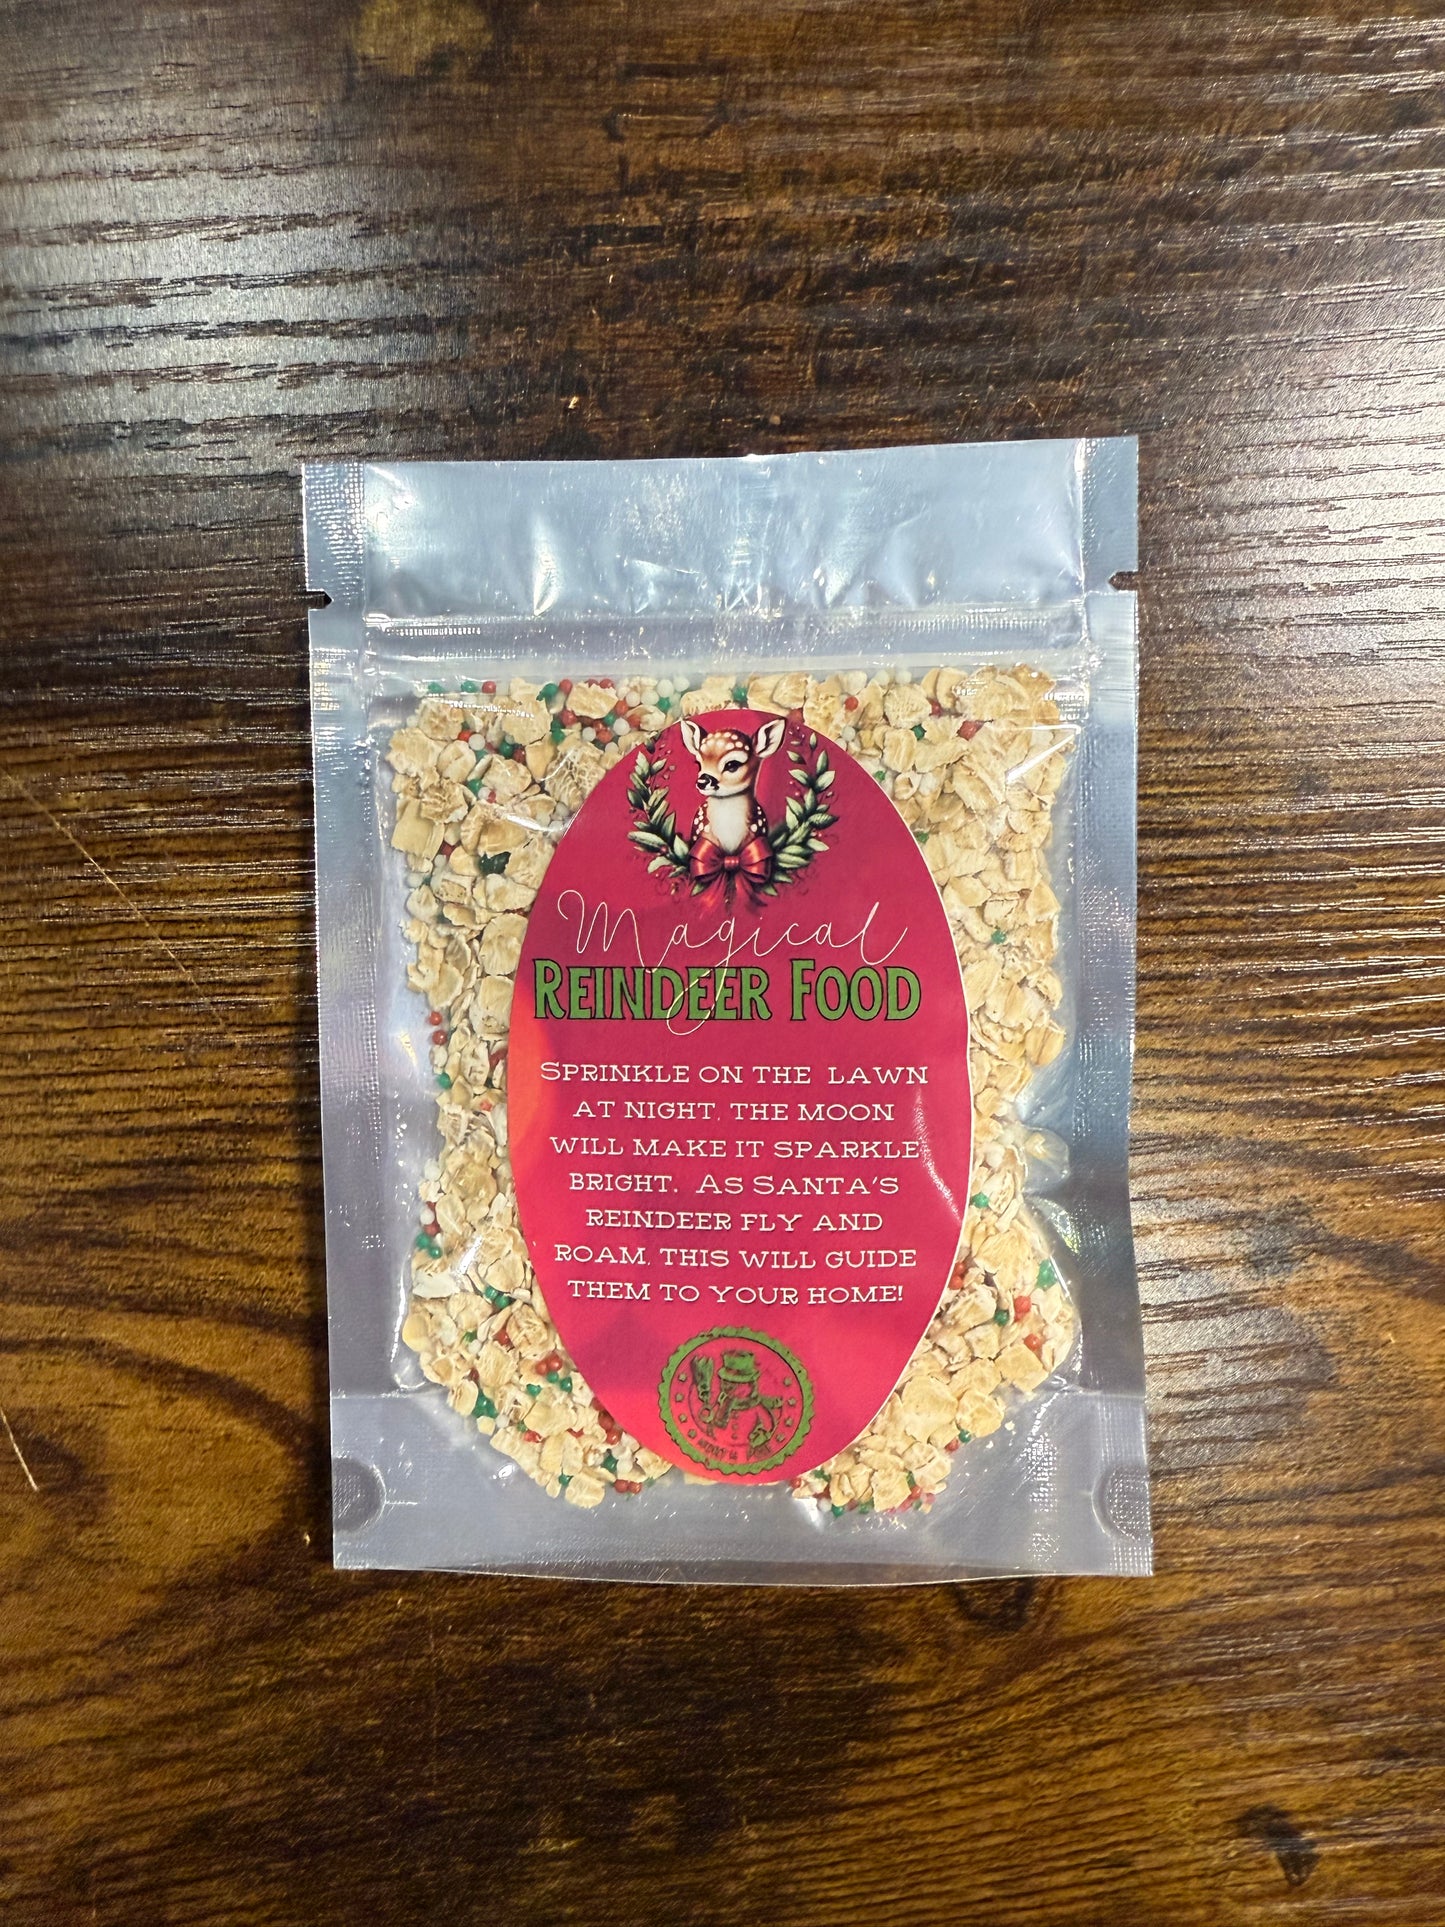 Magical
REINDEER FOOD
SPRINKLE ON THE LAWN
AT NIGHT, THE MOON
WILL MAKE IT SPARKLE
BRIGHT. AS SANTA'S
REINDEER FLY AND
ROAM, THIS WILL GUIDE
THEM TO YOUR HOME!